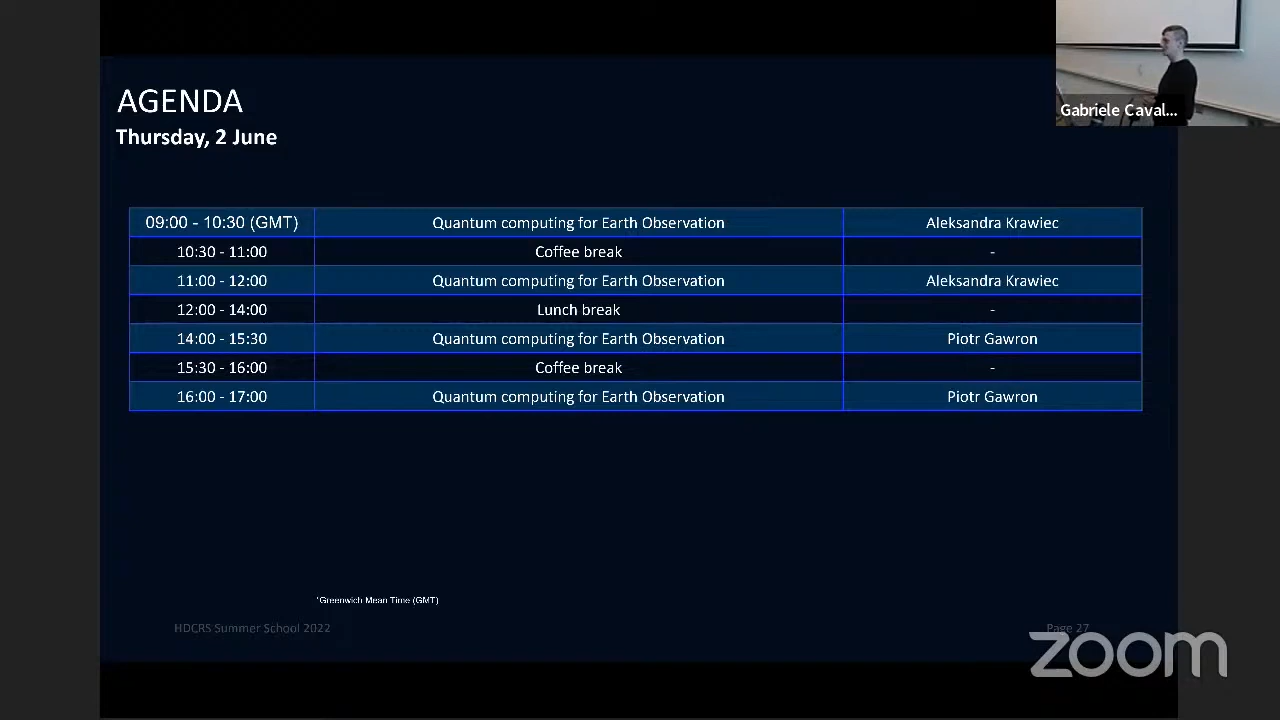 Gabriele Caval...
AGENDA
Thursday, 2 June
09:00 - 10:30 (GMT) Quantum computing for Earth Observation Aleksandra Krawiec
10:30 - 11:00 Coffee break -
11:00 - 12:00 Quantum computing for Earth Observation Aleksandra Krawiec
12:00 - 14:00 Lunch break -
14:00 - 15:30 Quantum computing for Earth Observation Piotr Gawron
15:30 - 16:00 Coffee break -
16:00 - 17:00 Quantum computing for Earth Observation Piotr Gawron
*Greenwich Mean Time (GMT)
HDCRS Summer School 2022 Page 27
zoom